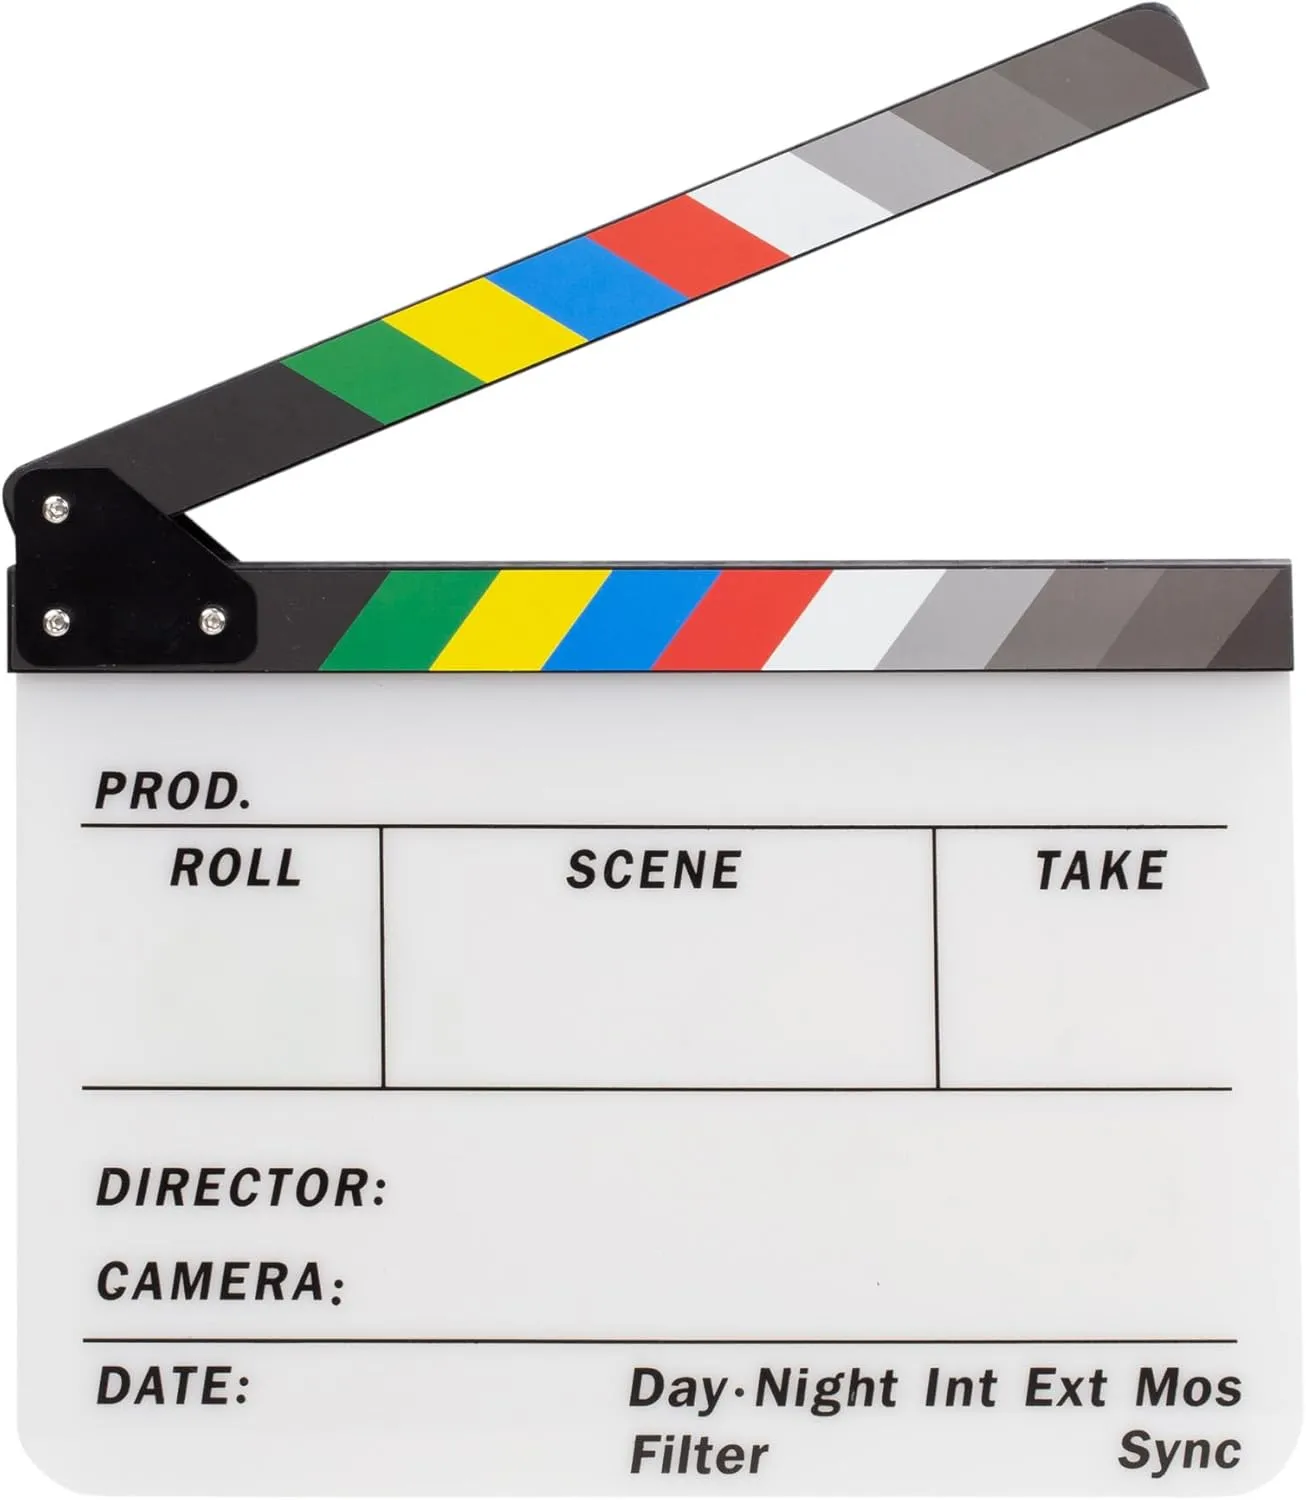 PROD.
ROLL SCENE TAKE
DIRECTOR:
CAMERA:
DATE: Day·Night Int Ext Mos
Filter Sync